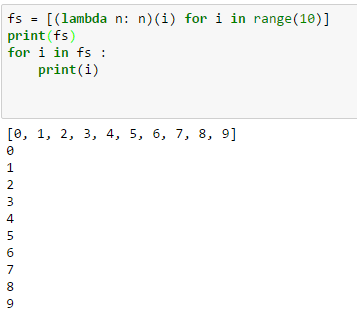 fs = [(lambda n: n)(i) for i in range(10)]
print(fs)
for i in fs :
    print(i)
[0, 1, 2, 3, 4, 5, 6, 7, 8, 9]
0
1
2
3
4
5
6
7
8
9